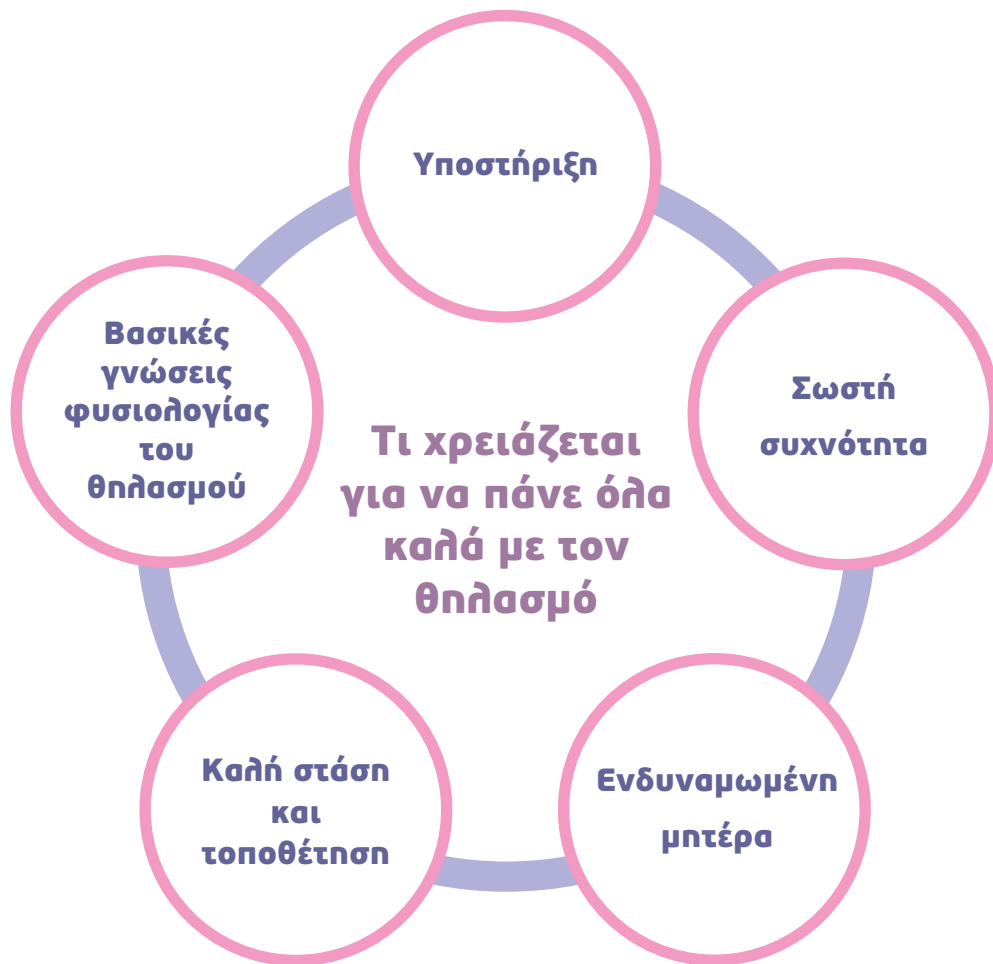 Υποστήριξη
Βασικές
γνώσεις
φυσιολογίας
του
θηλασμού
Σωστή
συχνότητα
Τι χρειάζεται
για να πάνε όλα
καλά με τον
θηλασμό
Καλή στάση
και
τοποθέτηση
Ενδυναμωμένη
μητέρα